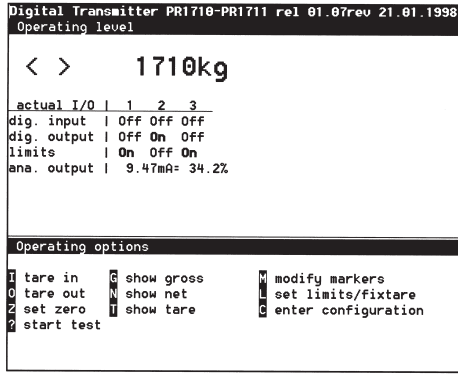 Digital Transmitter PR1710-PR1711 rel 01.07rev 21.01.1998
Operating level
< > 1710kg
actual I/O | 1 2 3
dig. input | Off Off Off
dig. output | Off On Off
limits | On Off On
ana. output | 9.47mA= 34.2%
Operating options
I tare in G show gross M modify markers
O tare out N show net L set limits/fixtare
Z set zero T show tare C enter configuration
? start test